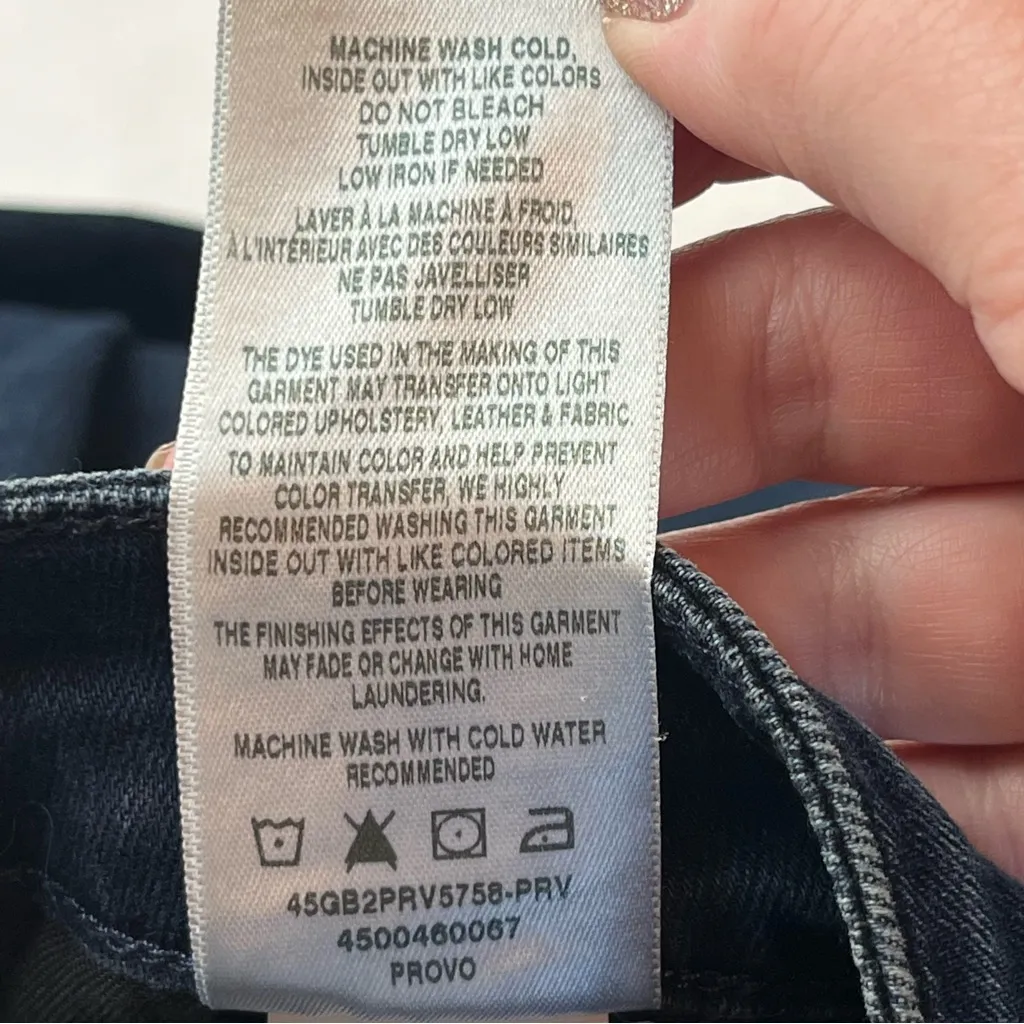 MACHINE WASH COLD,
INSIDE OUT WITH LIKE COLORS
DO NOT BLEACH
TUMBLE DRY LOW
LOW IRON IF NEEDED
LAVER À LA MACHINE À FROID,
À L'INTÉRIEUR AVEC DES COULEURS SIMILAIRES
NE PAS JAVELLISER
TUMBLE DRY LOW
THE DYE USED IN THE MAKING OF THIS
GARMENT MAY TRANSFER ONTO LIGHT
COLORED UPHOLSTERY, LEATHER & FABRIC
TO MAINTAIN COLOR AND HELP PREVENT
COLOR TRANSFER, WE HIGHLY
RECOMMENDED WASHING THIS GARMENT
INSIDE OUT WITH LIKE COLORED ITEMS
BEFORE WEARING
THE FINISHING EFFECTS OF THIS GARMENT
MAY FADE OR CHANGE WITH HOME
LAUNDERING.
MACHINE WASH WITH COLD WATER
RECOMMENDED
45GB2PRV5758-PRV
4500460067
PROVO